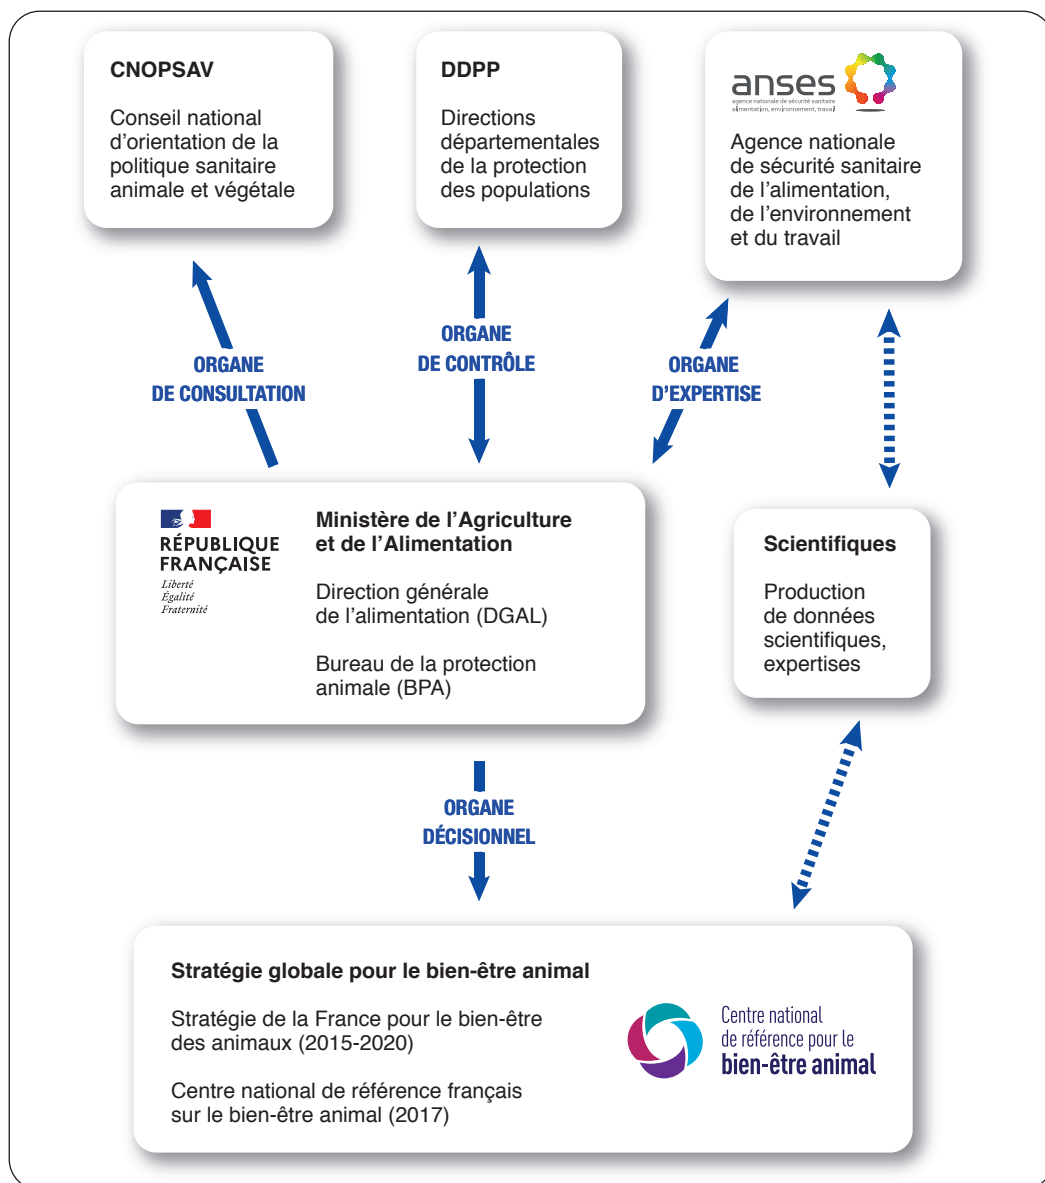 CNOPSAV
Conseil national
d’orientation de la
politique sanitaire
animale et végétale
DDPP
Directions
départementales
de la protection
des populations
anses
agence nationale de sécurité sanitaire
alimentation, environnement, travail
Agence nationale
de sécurité sanitaire
de l’alimentation,
de l’environnement
et du travail
ORGANE
DE CONSULTATION
ORGANE
DE CONTRÔLE
ORGANE
D’EXPERTISE
RÉPUBLIQUE
FRANÇAISE
Liberté
Égalité
Fraternité
Ministère de l’Agriculture
et de l’Alimentation
Direction générale
de l’alimentation (DGAL)
Bureau de la protection
animale (BPA)
Scientifiques
Production
de données
scientifiques,
expertises
ORGANE
DÉCISIONNEL
Stratégie globale pour le bien-être animal
Stratégie de la France pour le bien-être
des animaux (2015-2020)
Centre national de référence français
sur le bien-être animal (2017)
Centre national
de référence pour le
bien-être animal